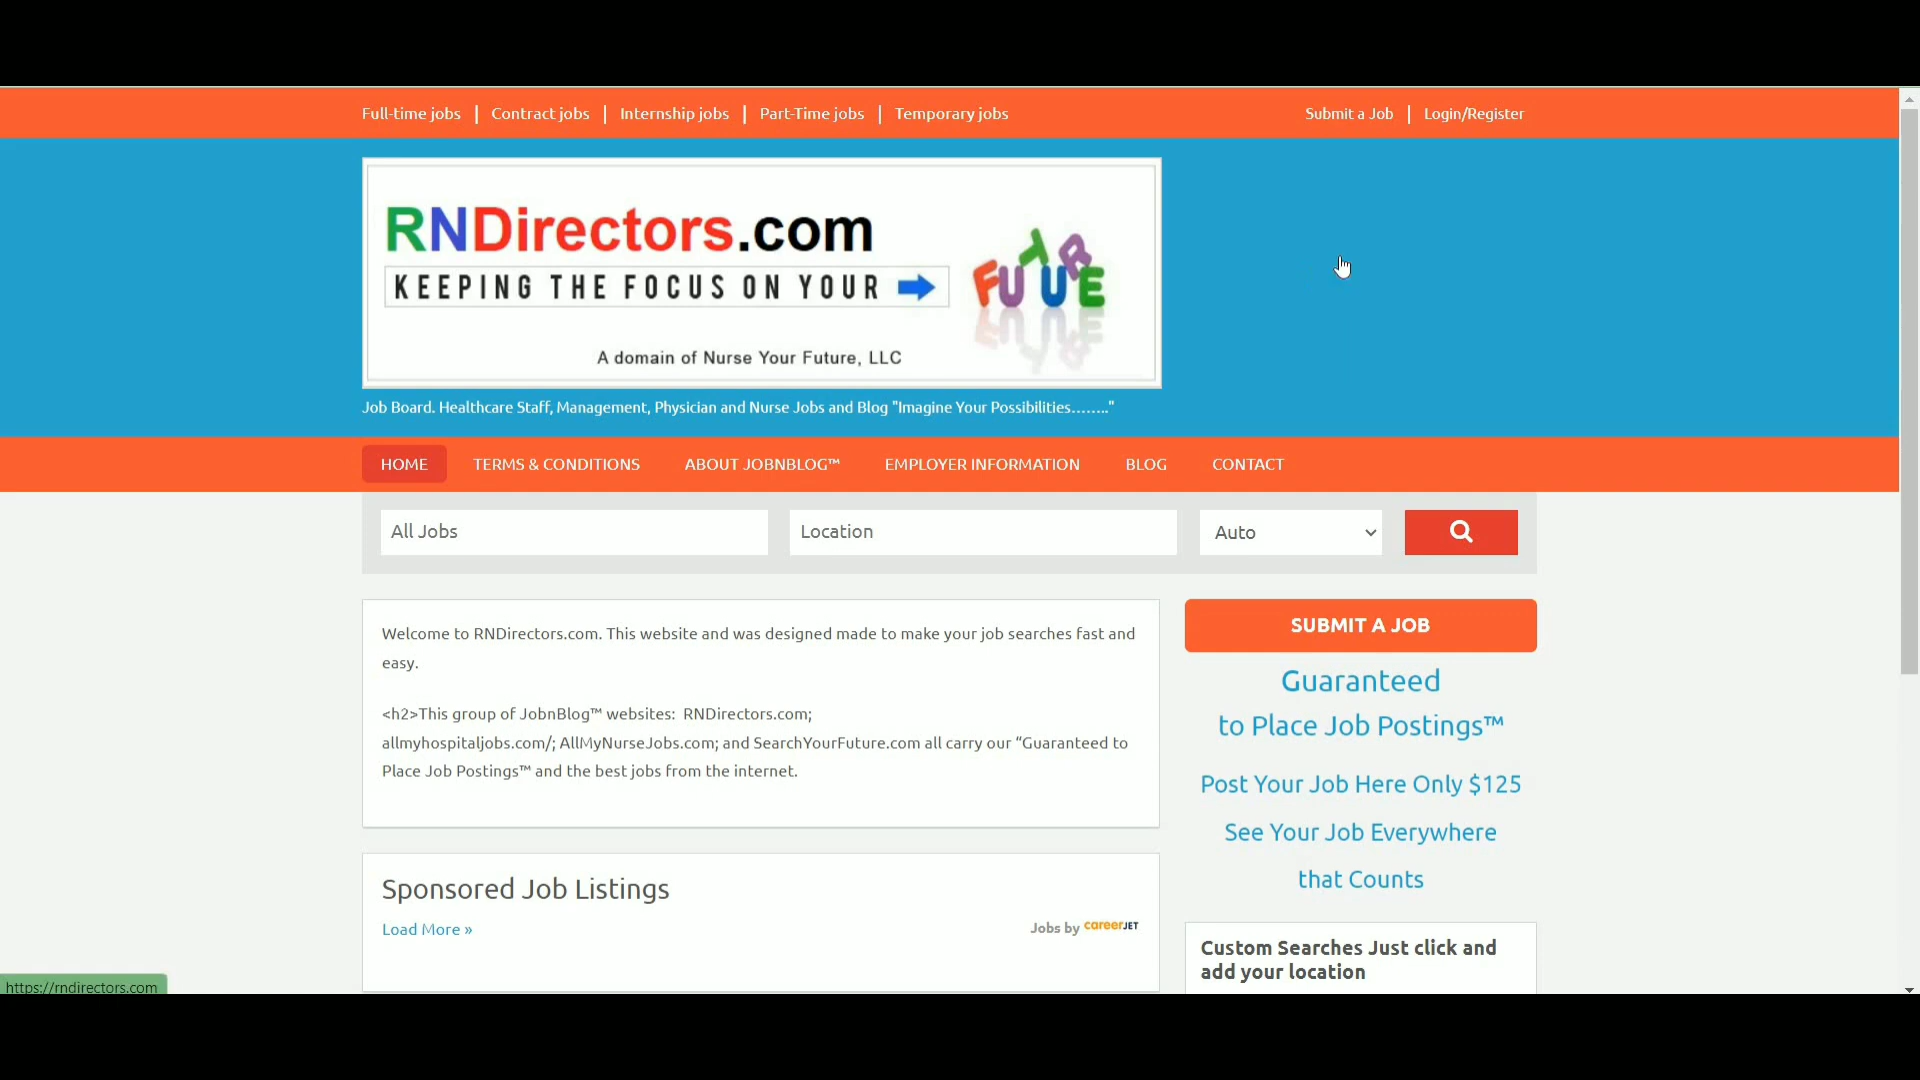 Full-time jobs | Contract jobs | Internship jobs | Part-Time jobs | Temporary jobs
Submit a Job | Login/Register
RNDirectors.com
KEEPING THE FOCUS ON YOUR
FUTURE
A domain of Nurse Your Future, LLC
Job Board. Healthcare Staff, Management, Physician and Nurse Jobs and Blog "Imagine Your Possibilities…….."
HOME TERMS & CONDITIONS ABOUT JOBNBLOG™ EMPLOYER INFORMATION BLOG CONTACT
All Jobs
Location
Auto
Welcome to RNDirectors.com. This website and was designed made to make your job searches fast and
easy.
<h2>This group of JobnBlog™ websites:  RNDirectors.com;
allmyhospitaljobs.com/; AllMyNurseJobs.com; and SearchYourFuture.com all carry our “Guaranteed to
Place Job Postings™ and the best jobs from the internet.
Sponsored Job Listings
Load More »
Jobs by careerJET
SUBMIT A JOB
Guaranteed
to Place Job Postings™
Post Your Job Here Only $125
See Your Job Everywhere
that Counts
Custom Searches Just click and
add your location
https://rndirectors.com